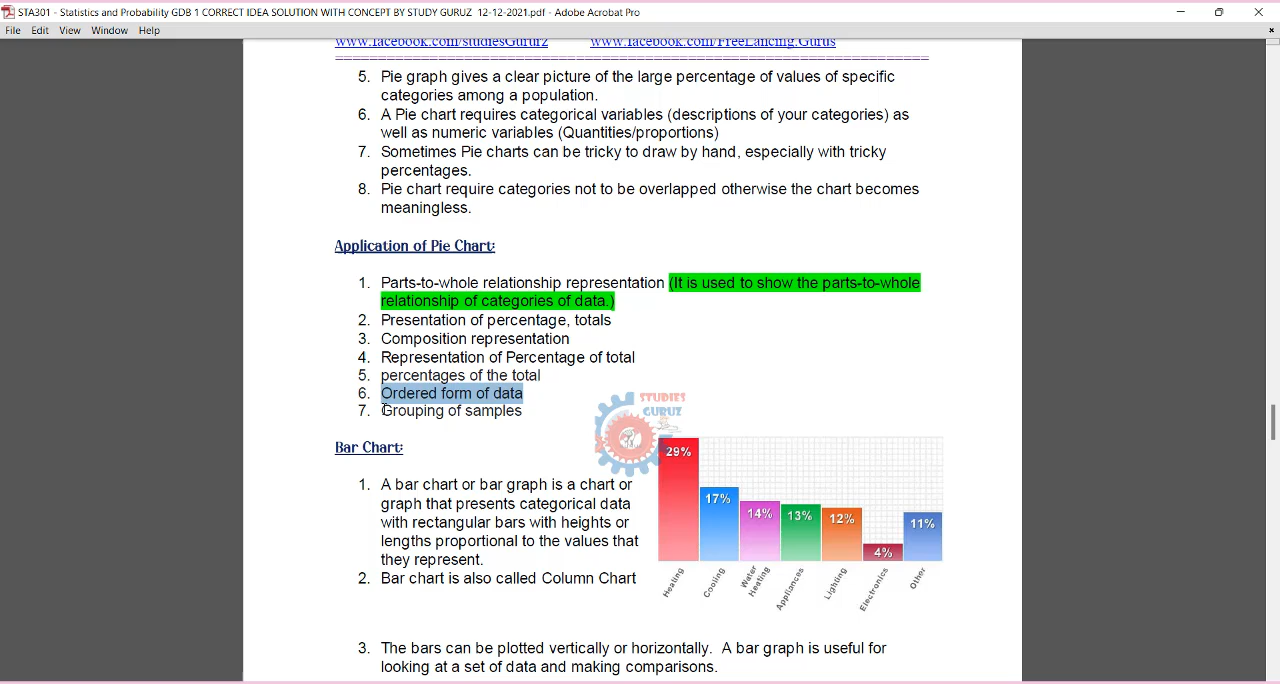 STA301 - Statistics and Probability GDB 1 CORRECT IDEA SOLUTION WITH CONCEPT BY STUDY GURUZ 12-12-2021.pdf - Adobe Acrobat Pro
File Edit View Window Help
www.facebook.com/studiesGuruz www.facebook.com/FreeLancing.Gurus
5. Pie graph gives a clear picture of the large percentage of values of specific
categories among a population.
6. A Pie chart requires categorical variables (descriptions of your categories) as
well as numeric variables (Quantities/proportions)
7. Sometimes Pie charts can be tricky to draw by hand, especially with tricky
percentages.
8. Pie chart require categories not to be overlapped otherwise the chart becomes
meaningless.
Application of Pie Chart:
1. Parts-to-whole relationship representation (It is used to show the parts-to-whole
relationship of categories of data.)
2. Presentation of percentage, totals
3. Composition representation
4. Representation of Percentage of total
5. percentages of the total
6. Ordered form of data
7. Grouping of samples
STUDIES
GURUZ
Bar Chart:
1. A bar chart or bar graph is a chart or
graph that presents categorical data
with rectangular bars with heights or
lengths proportional to the values that
they represent.
2. Bar chart is also called Column Chart
29%
17%
14%
13%
12%
4%
11%
Heating
Cooling
Water
Heating
Appliances
Lighting
Electronics
Other
3. The bars can be plotted vertically or horizontally. A bar graph is useful for
looking at a set of data and making comparisons.